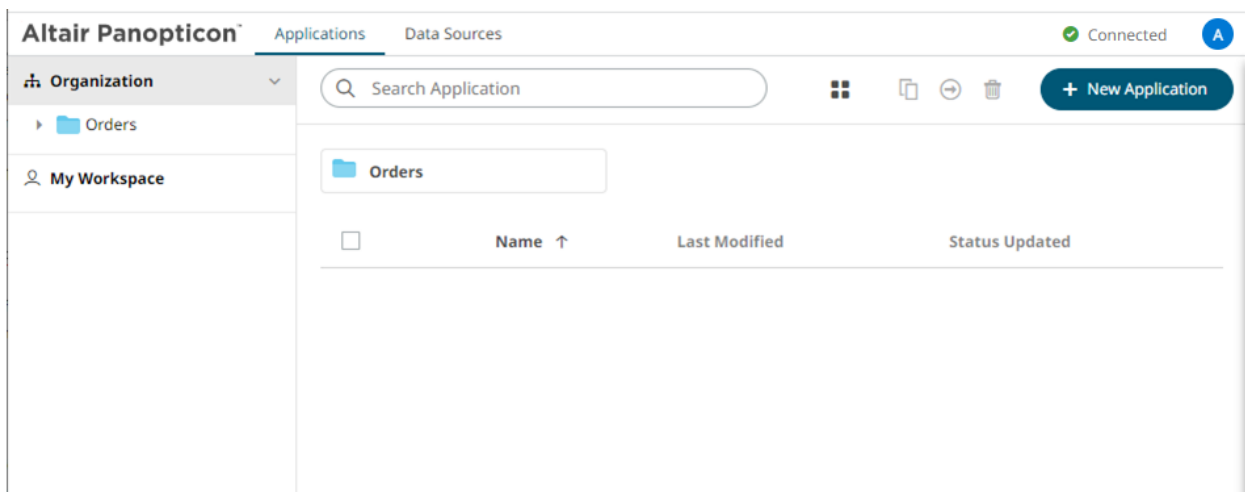 Altair Panopticon™ Applications Data Sources Connected A
Organization
Search Application
+ New Application
Orders
My Workspace
Orders
Name ↑ Last Modified Status Updated